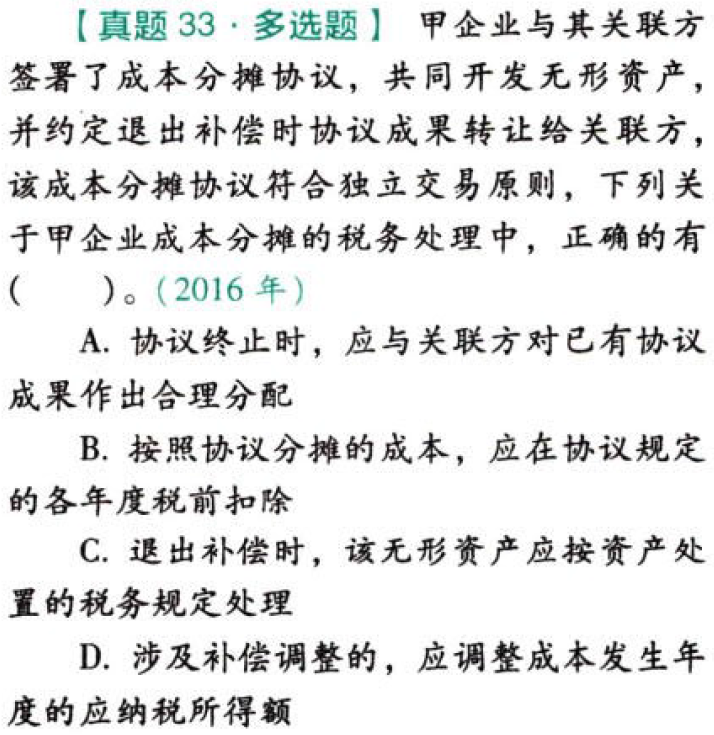 【真题 33·多选题】 甲企业与其关联方
签署了成本分摊协议，共同开发无形资产，
并约定退出补偿时协议成果转让给关联方，
该成本分摊协议符合独立交易原则，下列关
于甲企业成本分摊的税务处理中，正确的有
(　　)。(2016 年)
A. 协议终止时，应与关联方对已有协议
成果作出合理分配
B. 按照协议分摊的成本，应在协议规定
的各年度税前扣除
C. 退出补偿时，该无形资产应按资产处
置的税务规定处理
D. 涉及补偿调整的，应调整成本发生年
度的应纳税所得额